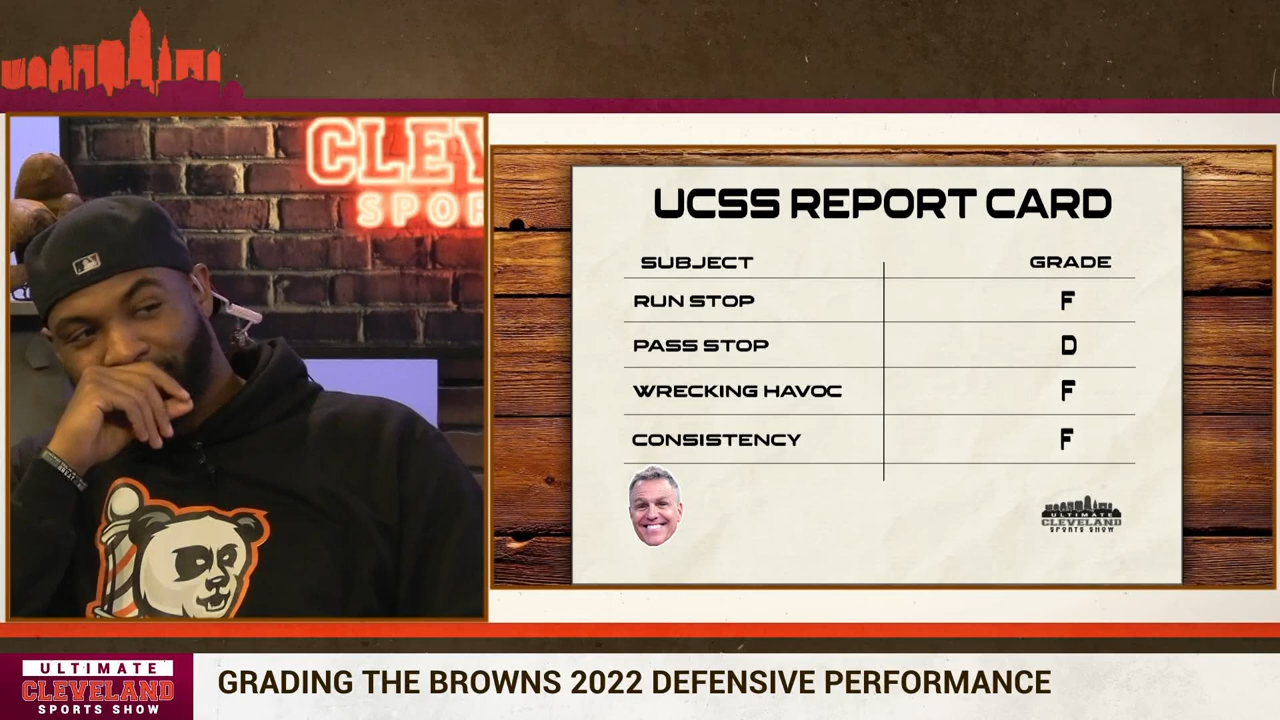 CLEV
SPOR
UCSS REPORT CARD
SUBJECT GRADE
RUN STOP F
PASS STOP D
WRECKING HAVOC F
CONSISTENCY F
ULTIMATE
CLEVELAND
SPORTS SHOW
ULTIMATE
CLEVELAND
SPORTS SHOW
GRADING THE BROWNS 2022 DEFENSIVE PERFORMANCE